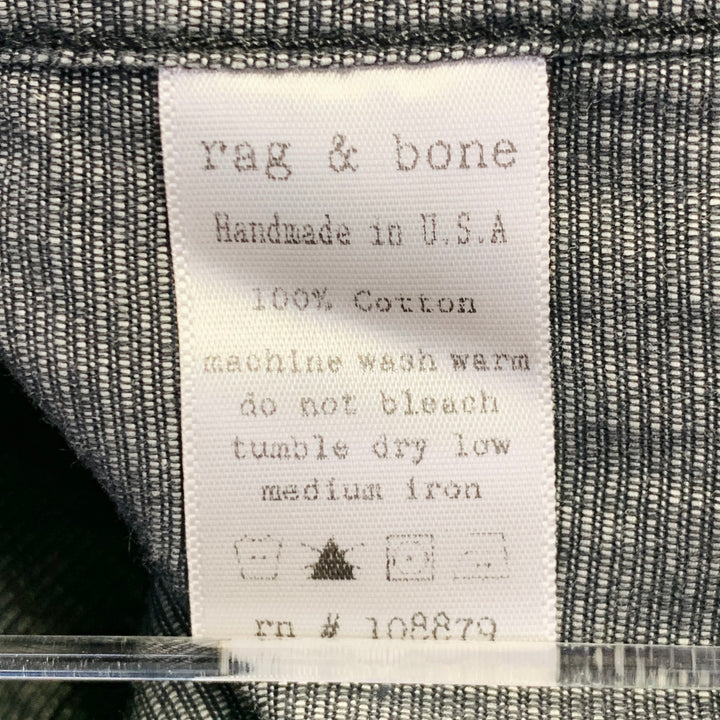 rag & bone
Handmade in U.S.A
100% Cotton
machine wash warm
do not bleach
tumble dry low
medium iron
rn # 108879